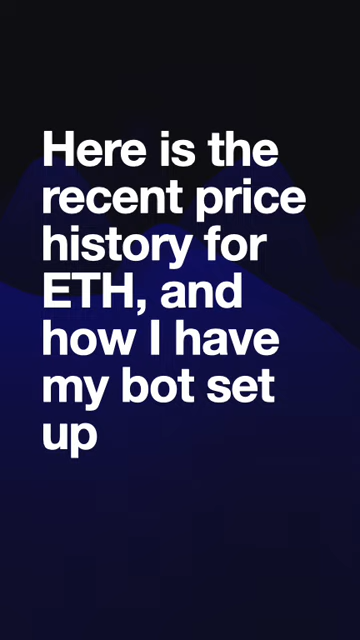 Here is the
recent price
history for
ETH, and
how I have
my bot set
up